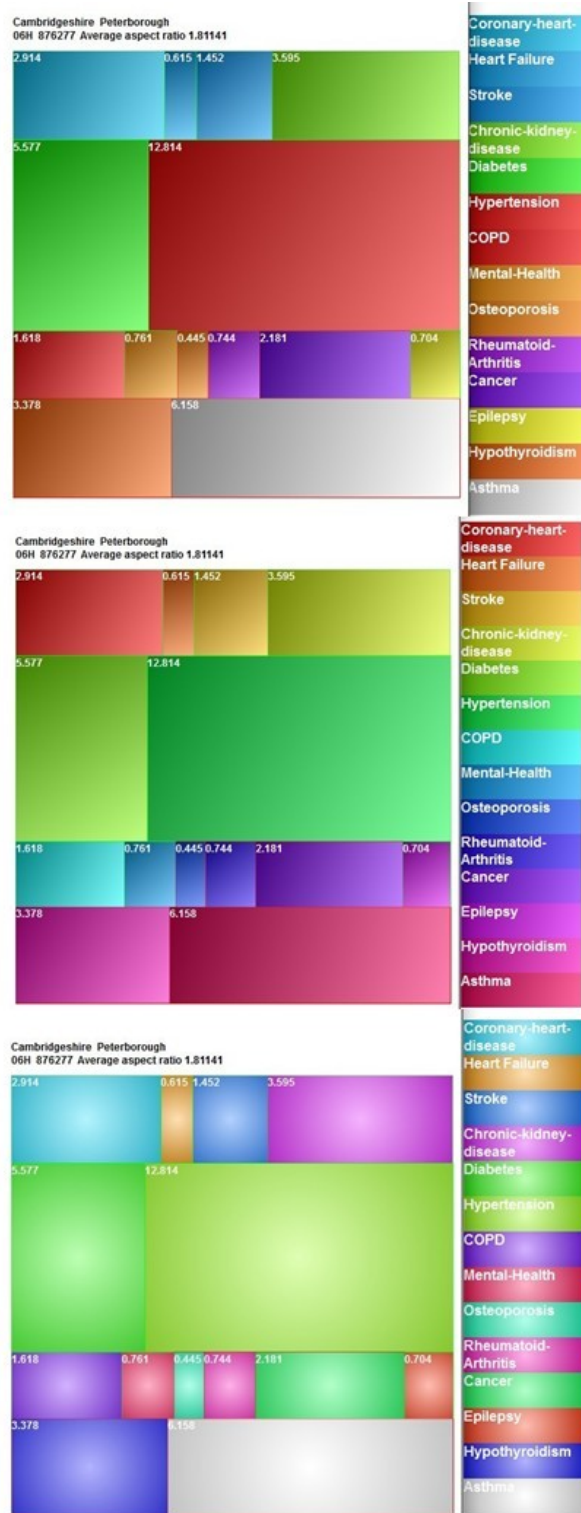 Cambridgeshire Peterborough
06H 876277 Average aspect ratio 1.81141
2.914 0.615 1.452 3.595
5.577 12.814
1.618 0.761 0.445 0.744 2.181 0.704
3.378 6.158
Coronary-heart-
disease
Heart Failure
Stroke
Chronic-kidney-
disease
Diabetes
Hypertension
COPD
Mental-Health
Osteoporosis
Rheumatoid-
Arthritis
Cancer
Epilepsy
Hypothyroidism
Asthma
Cambridgeshire Peterborough
06H 876277 Average aspect ratio 1.81141
2.914 0.615 1.452 3.595
5.577 12.814
1.618 0.761 0.445 0.744 2.181 0.704
3.378 6.158
Coronary-heart-
disease
Heart Failure
Stroke
Chronic-kidney-
disease
Diabetes
Hypertension
COPD
Mental-Health
Osteoporosis
Rheumatoid-
Arthritis
Cancer
Epilepsy
Hypothyroidism
Asthma
Cambridgeshire Peterborough
06H 876277 Average aspect ratio 1.81141
2.914 0.615 1.452 3.595
5.577 12.814
1.618 0.761 0.445 0.744 2.181 0.704
3.378 6.158
Coronary-heart-
disease
Heart Failure
Stroke
Chronic-kidney-
disease
Diabetes
Hypertension
COPD
Mental-Health
Osteoporosis
Rheumatoid-
Arthritis
Cancer
Epilepsy
Hypothyroidism
Asthma